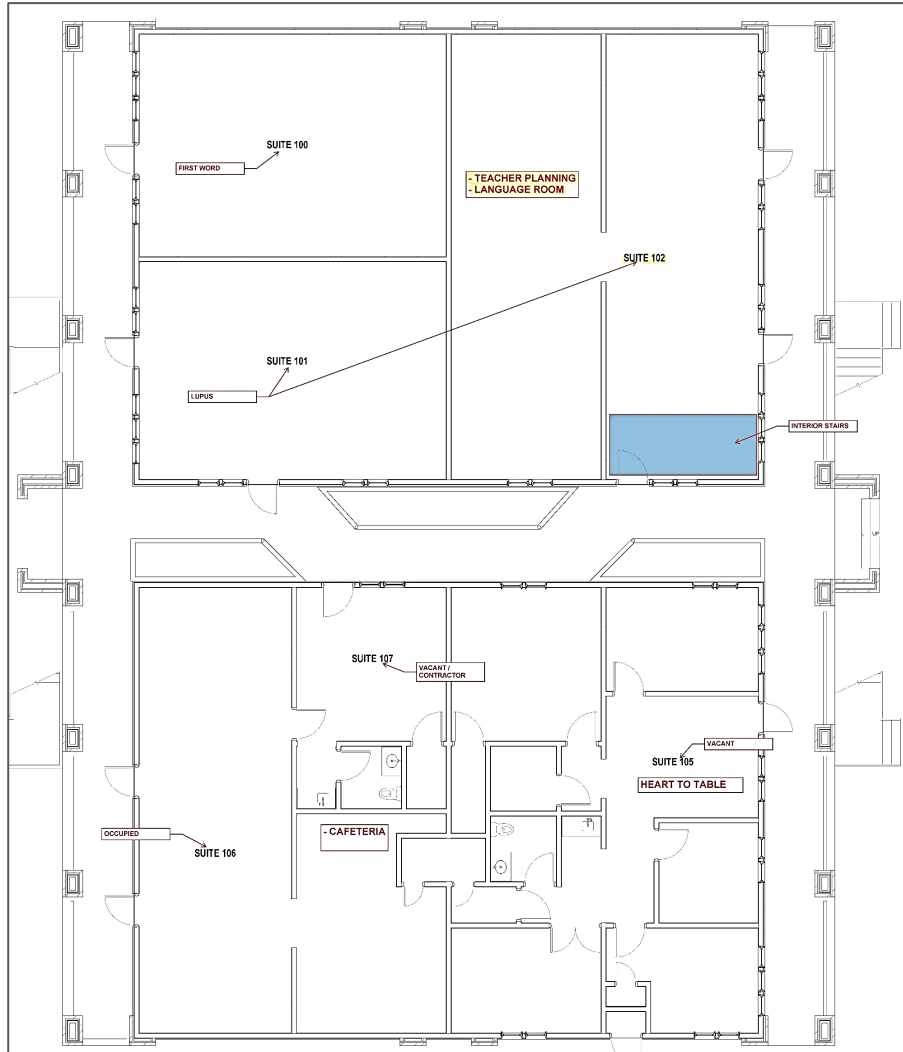 SUITE 100
FIRST WORD
- TEACHER PLANNING
- LANGUAGE ROOM
SUITE 102
SUITE 101
LUPUS
INTERIOR STAIRS
UP
SUITE 107
VACANT /
CONTRACTOR
VACANT
SUITE 105
HEART TO TABLE
- CAFETERIA
OCCUPIED
SUITE 106